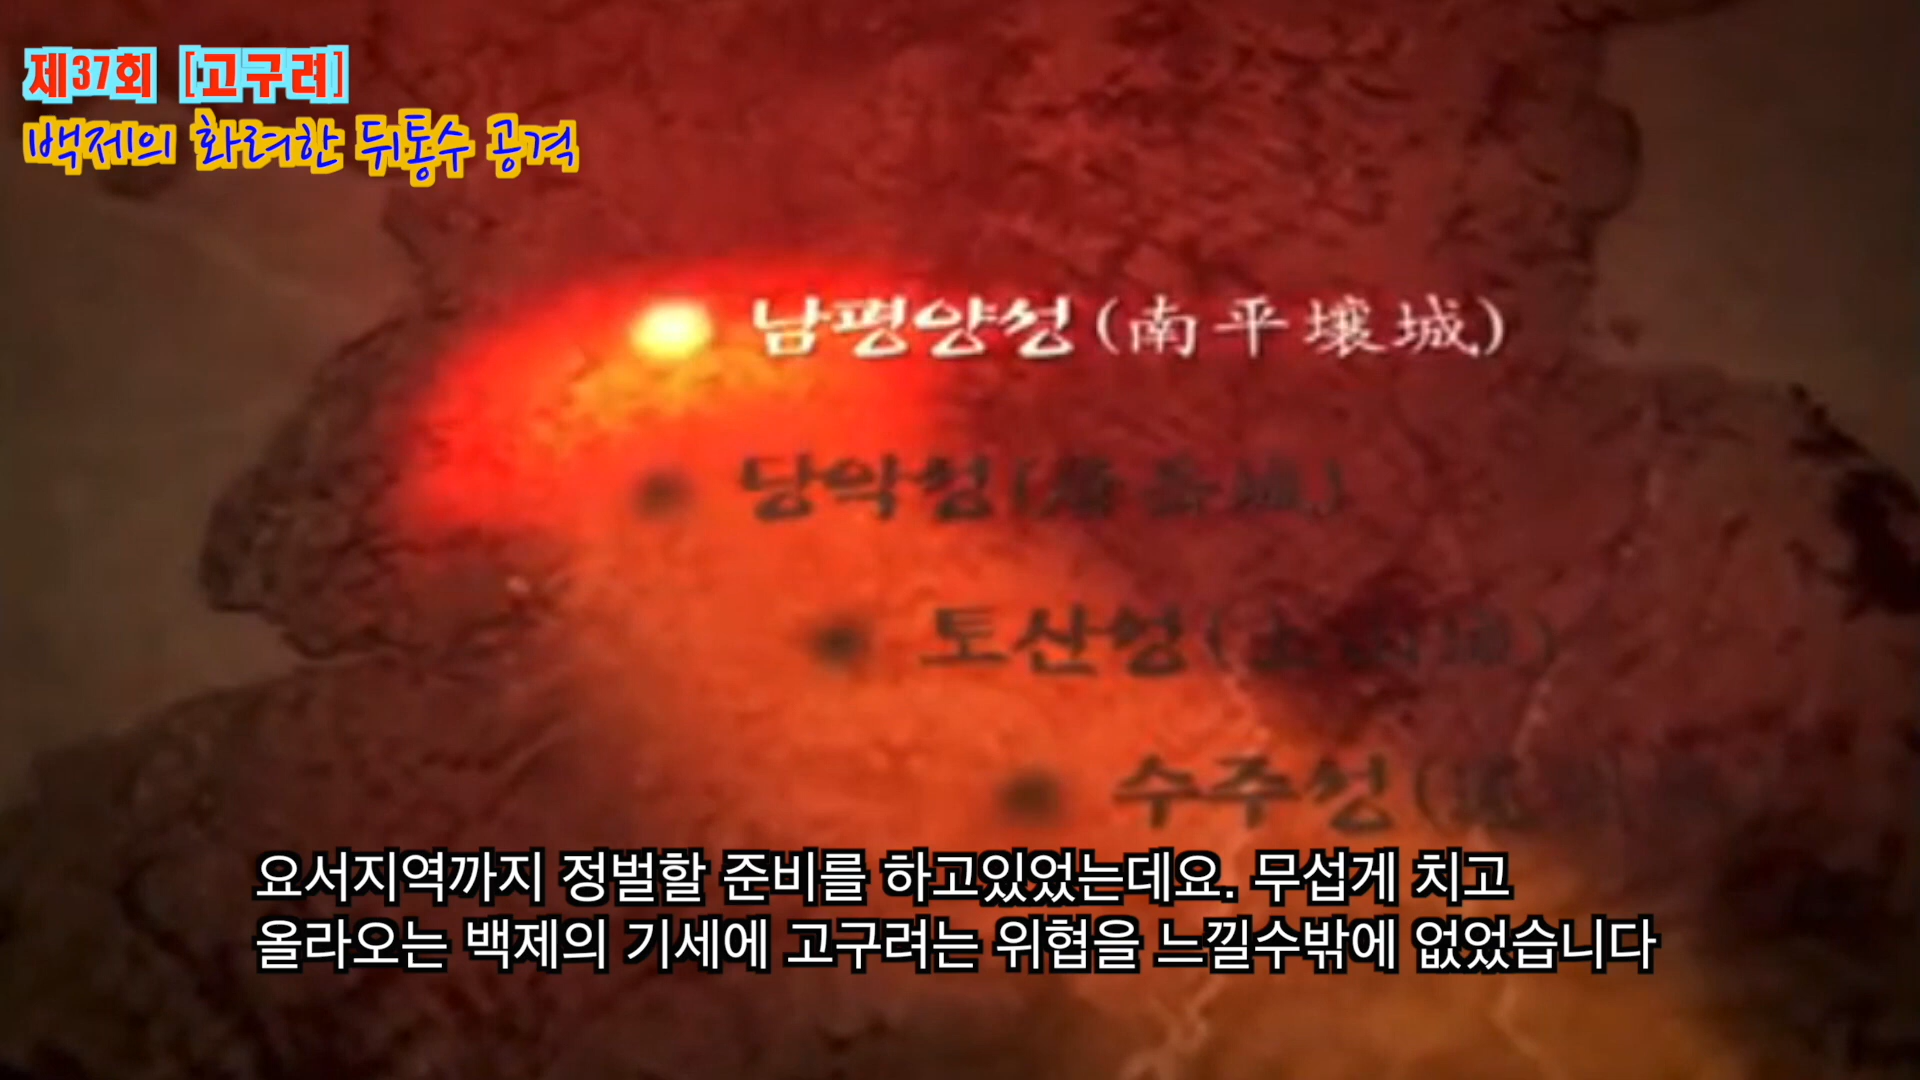 제37회 [고구려]
백제의 화려한 뒤통수 공격
남평양성(南平壤城)
당악성
토산성
수주성
요서지역까지 정벌할 준비를 하고있었는데요. 무섭게 치고
올라오는 백제의 기세에 고구려는 위협을 느낄수밖에 없었습니다